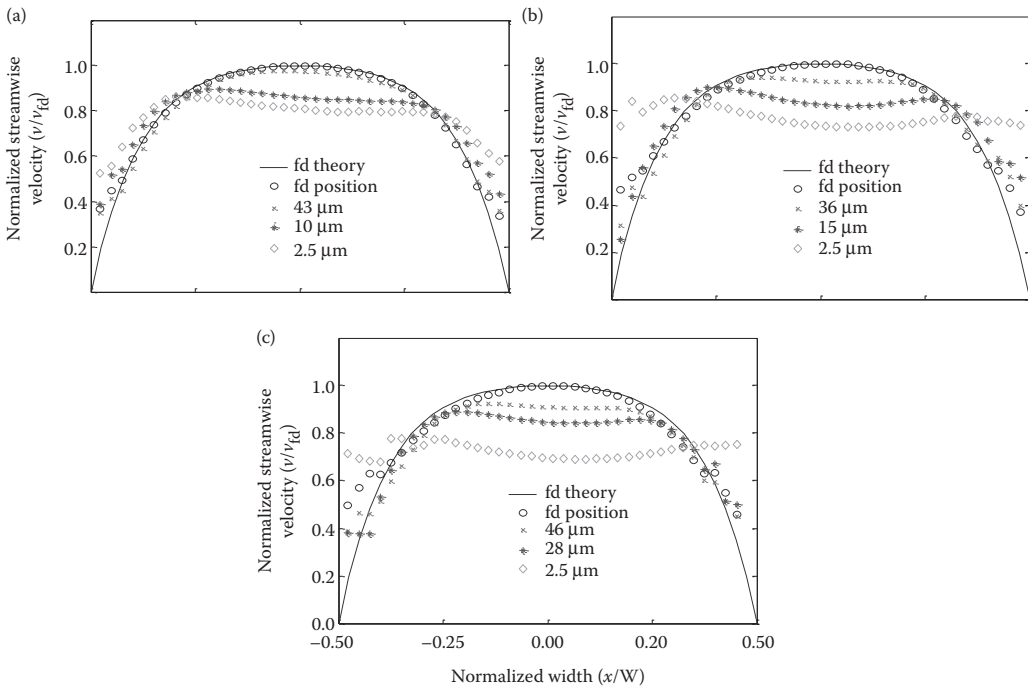 (a)
Normalized streamwise
velocity (ν/ν_fd)
1.0
0.8
0.6
0.4
0.2
fd theory
fd position
43 µm
10 µm
2.5 µm
(b)
Normalized streamwise
velocity (ν/ν_fd)
1.0
0.8
0.6
0.4
0.2
fd theory
fd position
36 µm
15 µm
2.5 µm
(c)
Normalized streamwise
velocity (ν/ν_fd)
1.0
0.8
0.6
0.4
0.2
0.0
fd theory
fd position
46 µm
28 µm
2.5 µm
−0.50 −0.25 0.00 0.20 0.50
Normalized width (x/W)